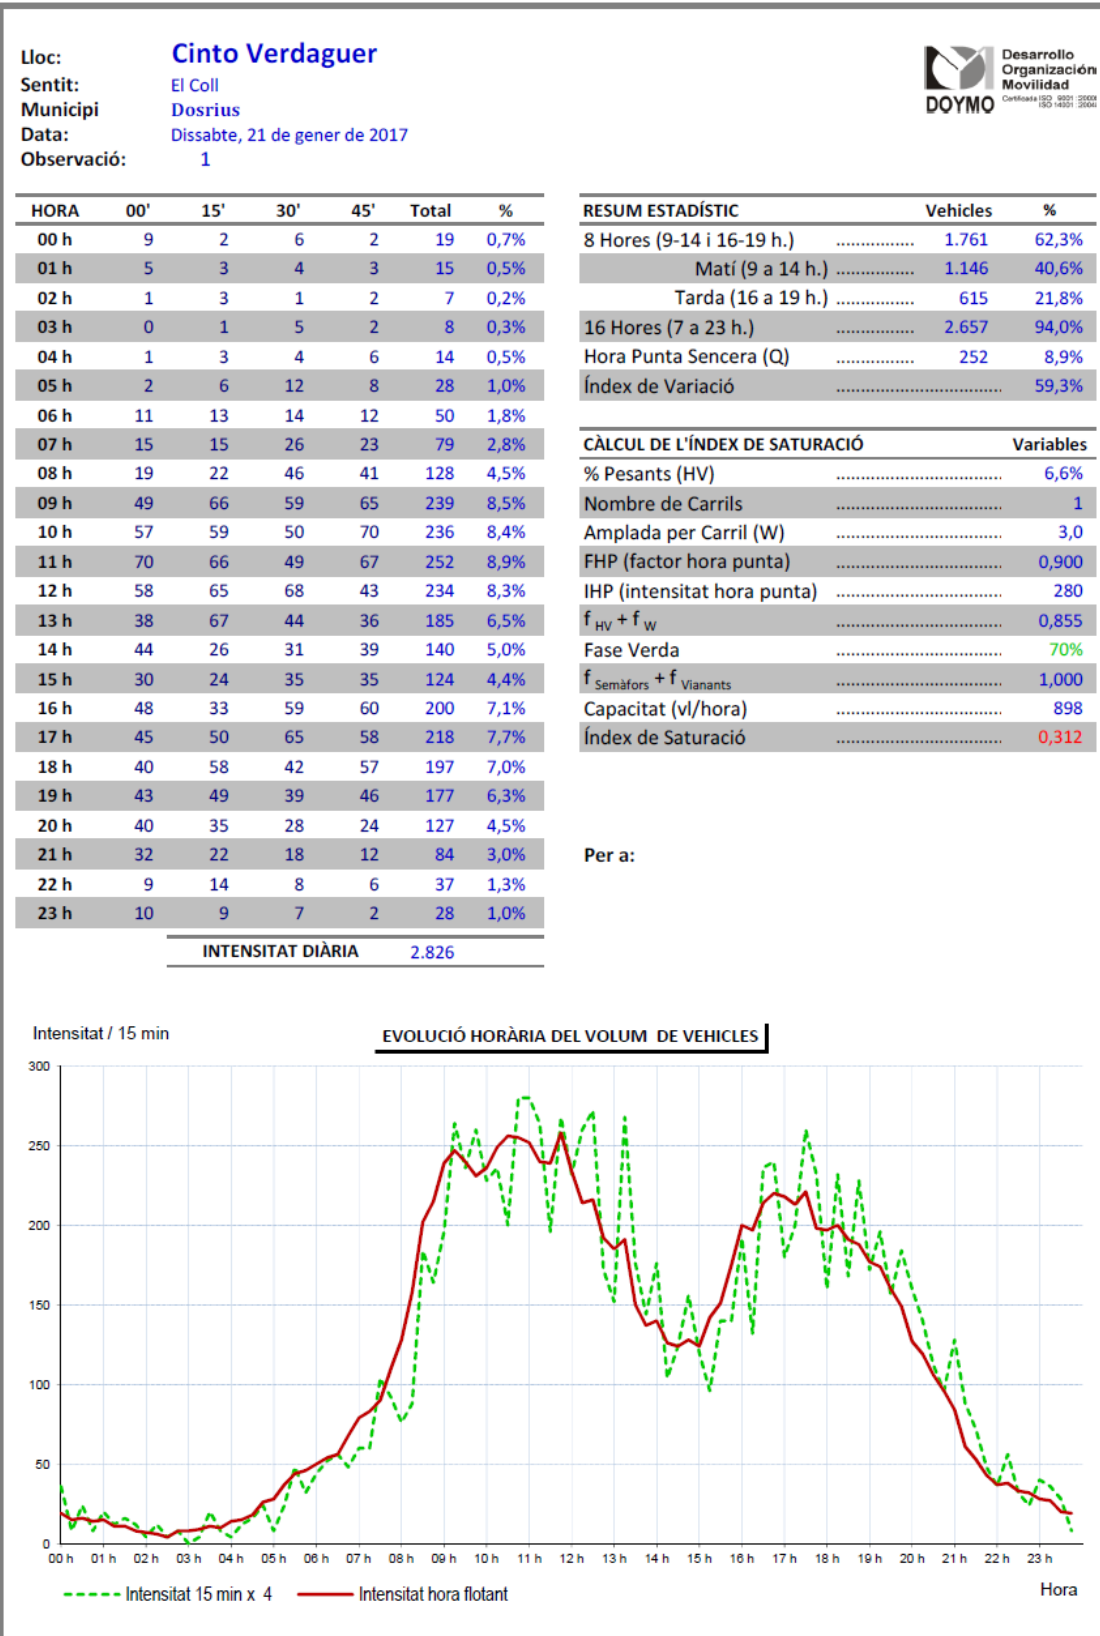 Lloc: Cinto Verdaguer
Sentit: El Coll
Municipi Dosrius
Data: Dissabte, 21 de gener de 2017
Observació: 1
DOYMO
Desarrollo
Organización
Movilidad
Certificada ISO 9001:2000
ISO 14001:2004
HORA 00' 15' 30' 45' Total %
00 h 9 2 6 2 19 0,7%
01 h 5 3 4 3 15 0,5%
02 h 1 3 1 2 7 0,2%
03 h 0 1 5 2 8 0,3%
04 h 1 3 4 6 14 0,5%
05 h 2 6 12 8 28 1,0%
06 h 11 13 14 12 50 1,8%
07 h 15 15 26 23 79 2,8%
08 h 19 22 46 41 128 4,5%
09 h 49 66 59 65 239 8,5%
10 h 57 59 50 70 236 8,4%
11 h 70 66 49 67 252 8,9%
12 h 58 65 68 43 234 8,3%
13 h 38 67 44 36 185 6,5%
14 h 44 26 31 39 140 5,0%
15 h 30 24 35 35 124 4,4%
16 h 48 33 59 60 200 7,1%
17 h 45 50 65 58 218 7,7%
18 h 40 58 42 57 197 7,0%
19 h 43 49 39 46 177 6,3%
20 h 40 35 28 24 127 4,5%
21 h 32 22 18 12 84 3,0%
22 h 9 14 8 6 37 1,3%
23 h 10 9 7 2 28 1,0%
INTENSITAT DIÀRIA 2.826
RESUM ESTADÍSTIC Vehicles %
8 Hores (9-14 i 16-19 h.) ................ 1.761 62,3%
Matí (9 a 14 h.) ................ 1.146 40,6%
Tarda (16 a 19 h.) ................ 615 21,8%
16 Hores (7 a 23 h.) ................ 2.657 94,0%
Hora Punta Sencera (Q) ................ 252 8,9%
Índex de Variació .................................. 59,3%
CÀLCUL DE L'ÍNDEX DE SATURACIÓ Variables
% Pesants (HV) .................................. 6,6%
Nombre de Carrils .................................. 1
Amplada per Carril (W) .................................. 3,0
FHP (factor hora punta) .................................. 0,900
IHP (intensitat hora punta) .................................. 280
f HV + f W .................................. 0,855
Fase Verda .................................. 70%
f Semàfors + f Vianants .................................. 1,000
Capacitat (vl/hora) .................................. 898
Índex de Saturació .................................. 0,312
Per a:
Intensitat / 15 min
EVOLUCIÓ HORÀRIA DEL VOLUM DE VEHICLES
300
250
200
150
100
50
0
00 h 01 h 02 h 03 h 04 h 05 h 06 h 07 h 08 h 09 h 10 h 11 h 12 h 13 h 14 h 15 h 16 h 17 h 18 h 19 h 20 h 21 h 22 h 23 h
Intensitat 15 min x 4 Intensitat hora flotant
Hora